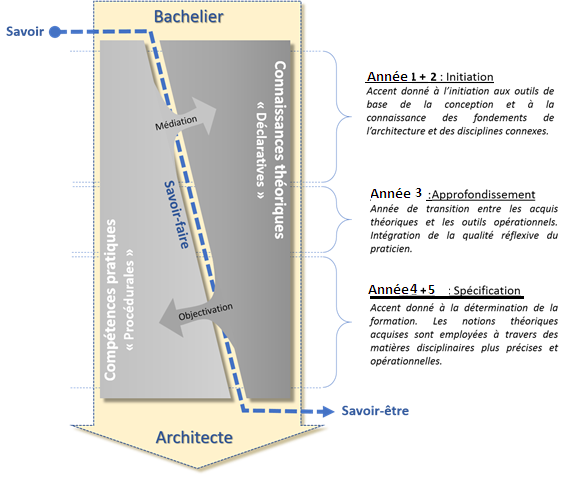 Bachelier
Savoir
Connaissances théoriques
« Déclaratives »
Médiation
Savoir-faire
Compétences pratiques
« Procédurales »
Objectivation
Savoir-être
Architecte
Année 1 + 2 : Initiation
Accent donné à l'initiation aux outils de
base de la conception et à la
connaissance des fondements de
l'architecture et des disciplines connexes.
Année 3 :Approfondissement
Année de transition entre les acquis
théoriques et les outils opérationnels.
Intégration de la qualité réflexive du
praticien.
Année4 +5 : Spécification
Accent donné à la détermination de la
formation. Les notions théoriques
acquises sont employées à travers des
matières disciplinaires plus précises et
opérationnelles.